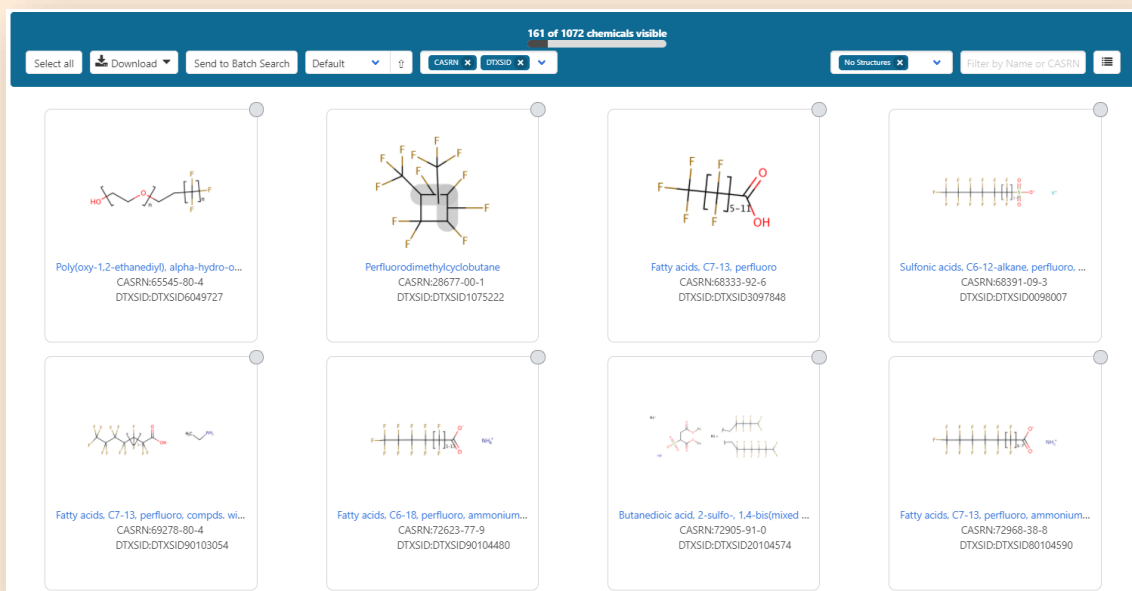 161 of 1072 chemicals visible
Select all
Download
Send to Batch Search
Default
CASRN x
DTXSID x
No Structures x
Filter by Name or CASRN
HO
O
n
F
F
F
n
Poly(oxy-1,2-ethanediyl), alpha-hydro-o...
CASRN:65545-80-4
DTXSID:DTXSID6049727
F
F
F
F
F
F
F
F
F
F
F
F
Perfluorodimethylcyclobutane
CASRN:28677-00-1
DTXSID:DTXSID1075222
F
F
F
F
F
5-11
O
OH
Fatty acids, C7-13, perfluoro
CASRN:68333-92-6
DTXSID:DTXSID3097848
Sulfonic acids, C6-12-alkane, perfluoro, ...
CASRN:68391-09-3
DTXSID:DTXSID0098007
Fatty acids, C7-13, perfluoro, compds. wi...
CASRN:69278-80-4
DTXSID:DTXSID90103054
Fatty acids, C6-18, perfluoro, ammonium...
CASRN:72623-77-9
DTXSID:DTXSID90104480
Butanedioic acid, 2-sulfo-, 1,4-bis(mixed ...
CASRN:72905-91-0
DTXSID:DTXSID20104574
Fatty acids, C7-13, perfluoro, ammonium...
CASRN:72968-38-8
DTXSID:DTXSID80104590